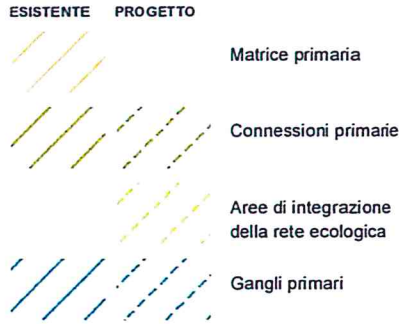 ESISTENTE PROGETTO
Matrice primaria
Connessioni primarie
Aree di integrazione
della rete ecologica
Gangli primari